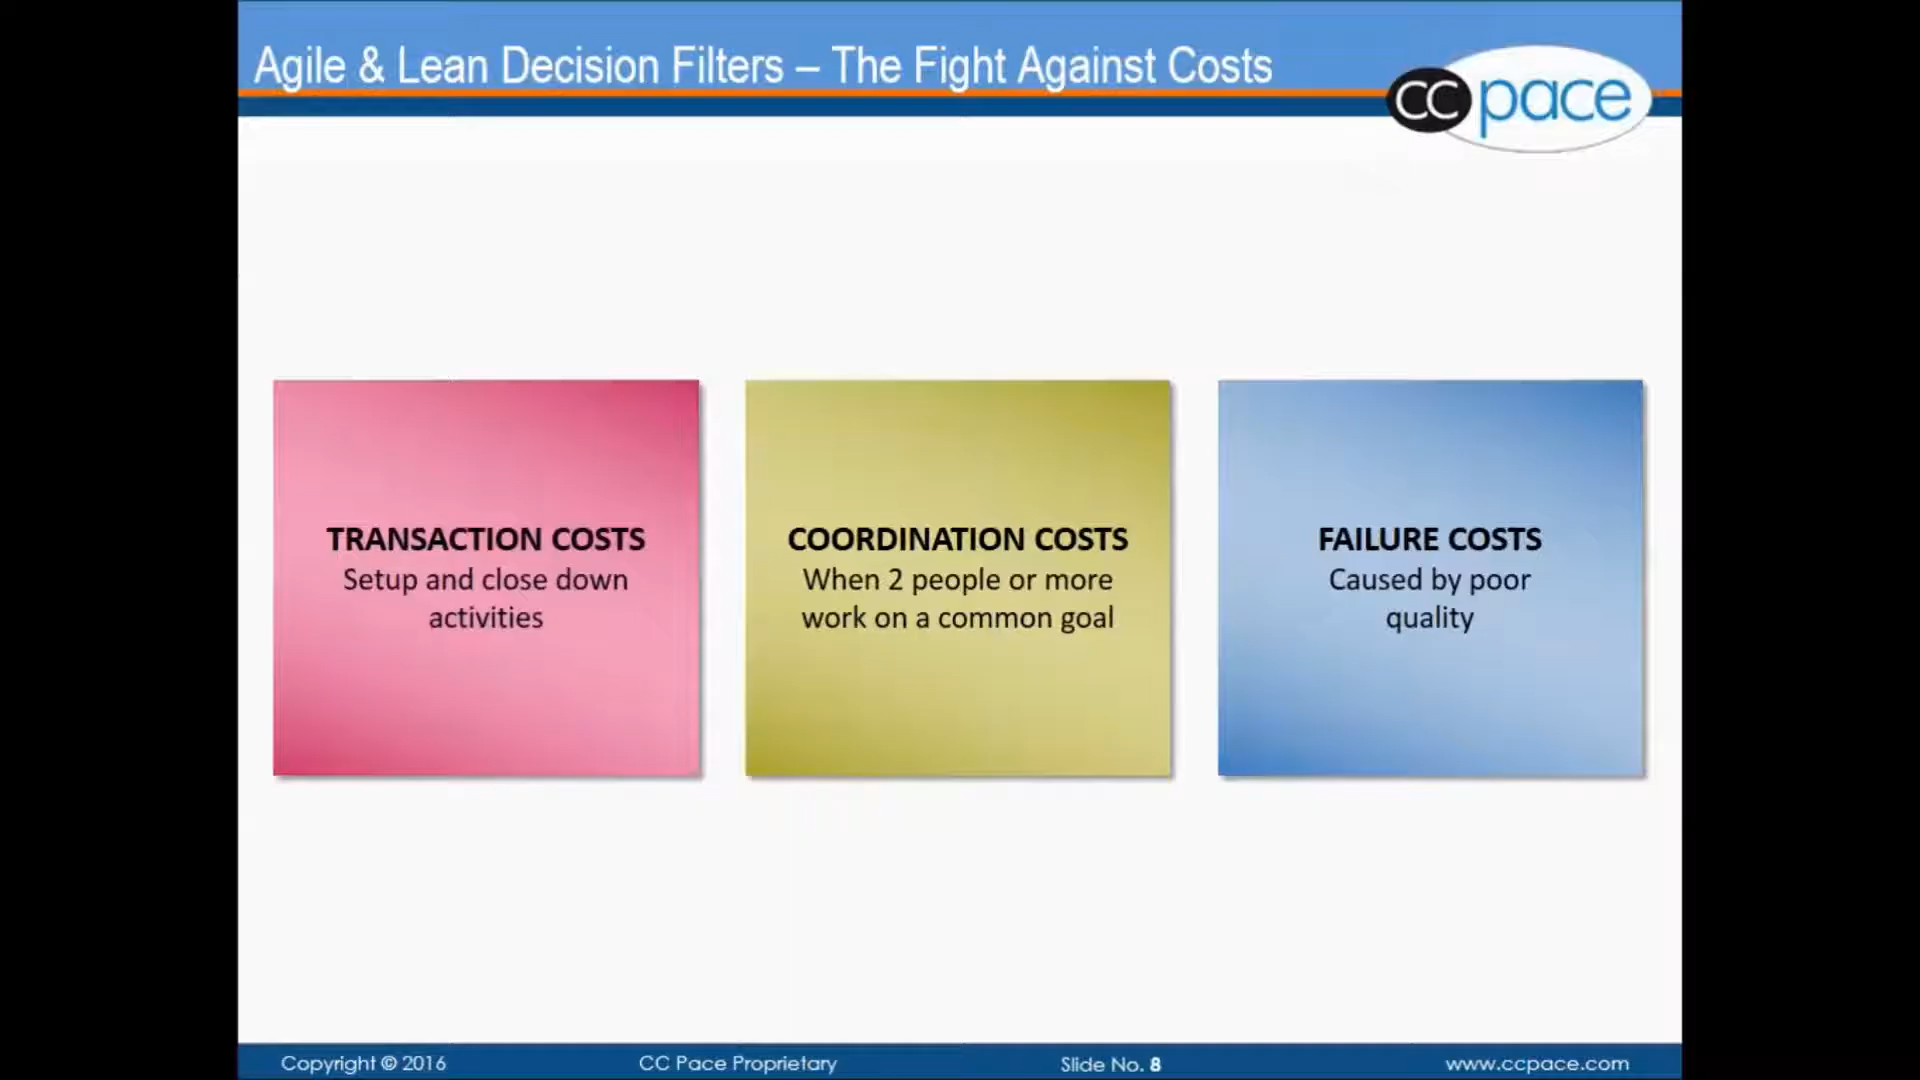 Agile & Lean Decision Filters – The Fight Against Costs
cc pace
TRANSACTION COSTS
Setup and close down
activities
COORDINATION COSTS
When 2 people or more
work on a common goal
FAILURE COSTS
Caused by poor
quality
Copyright © 2016
CC Pace Proprietary
Slide No. 8
www.ccpace.com